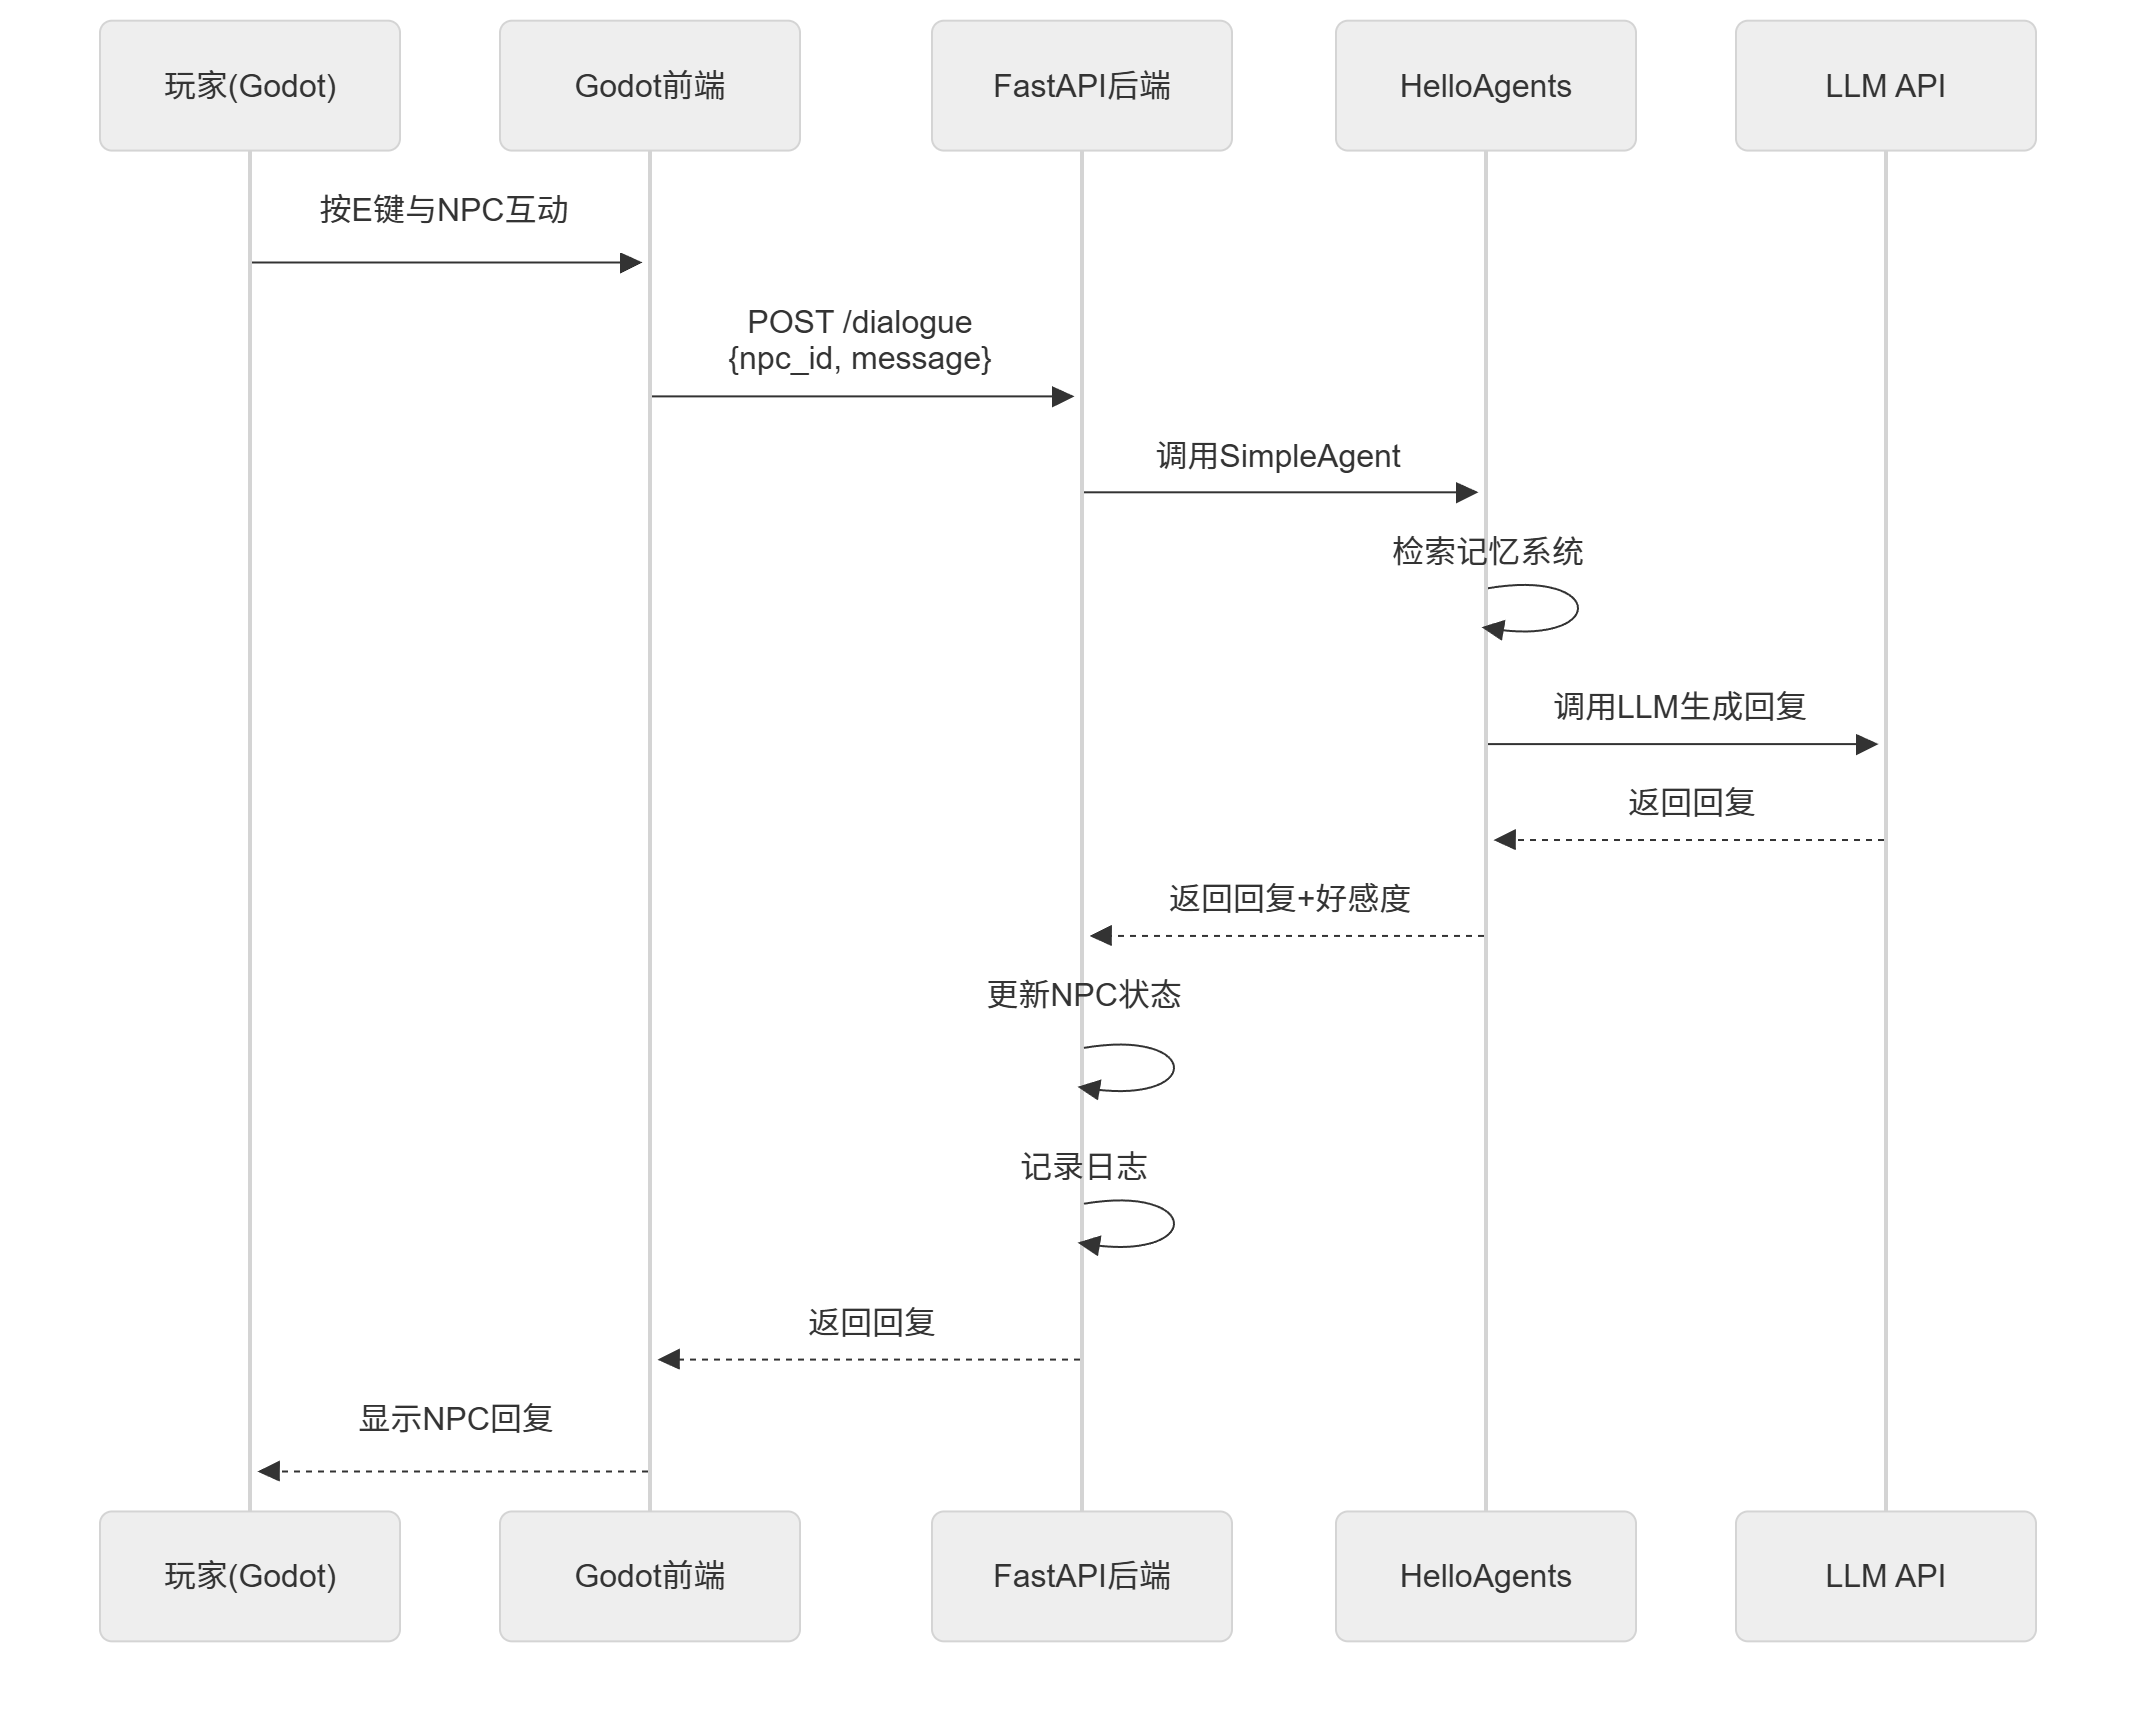 玩家(Godot)
Godot前端
FastAPI后端
HelloAgents
LLM API
按E键与NPC互动
POST /dialogue
{npc_id, message}
调用SimpleAgent
检索记忆系统
调用LLM生成回复
返回回复
返回回复+好感度
更新NPC状态
记录日志
返回回复
显示NPC回复
玩家(Godot)
Godot前端
FastAPI后端
HelloAgents
LLM API